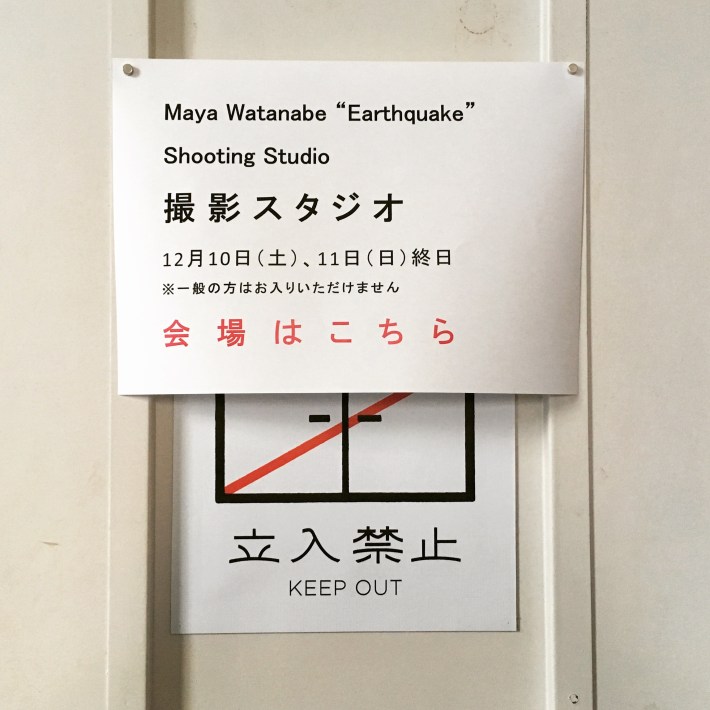 Maya Watanabe “Earthquake”
Shooting Studio
撮影スタジオ
12月10日（土）、11日（日）終日
※一般の方はお入りいただけません
会場はこちら
立入禁止
KEEP OUT